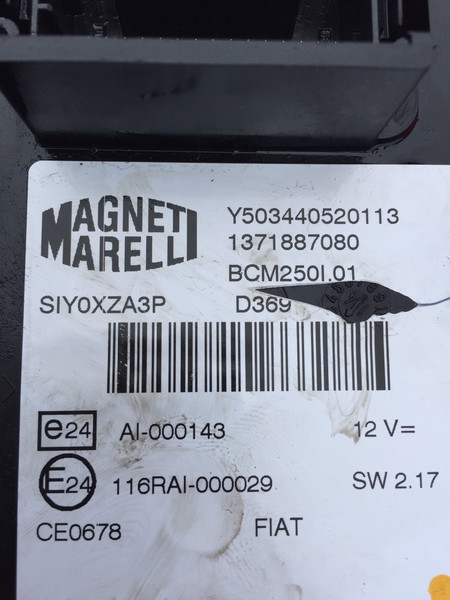 MAGNETI
MARELLI
Y503440520113
1371887080
BCM250I.01
SIY0XZA3P D369
e24 AI-000143 12 V=
E24 116RAI-000029 SW 2.17
CE0678 FIAT